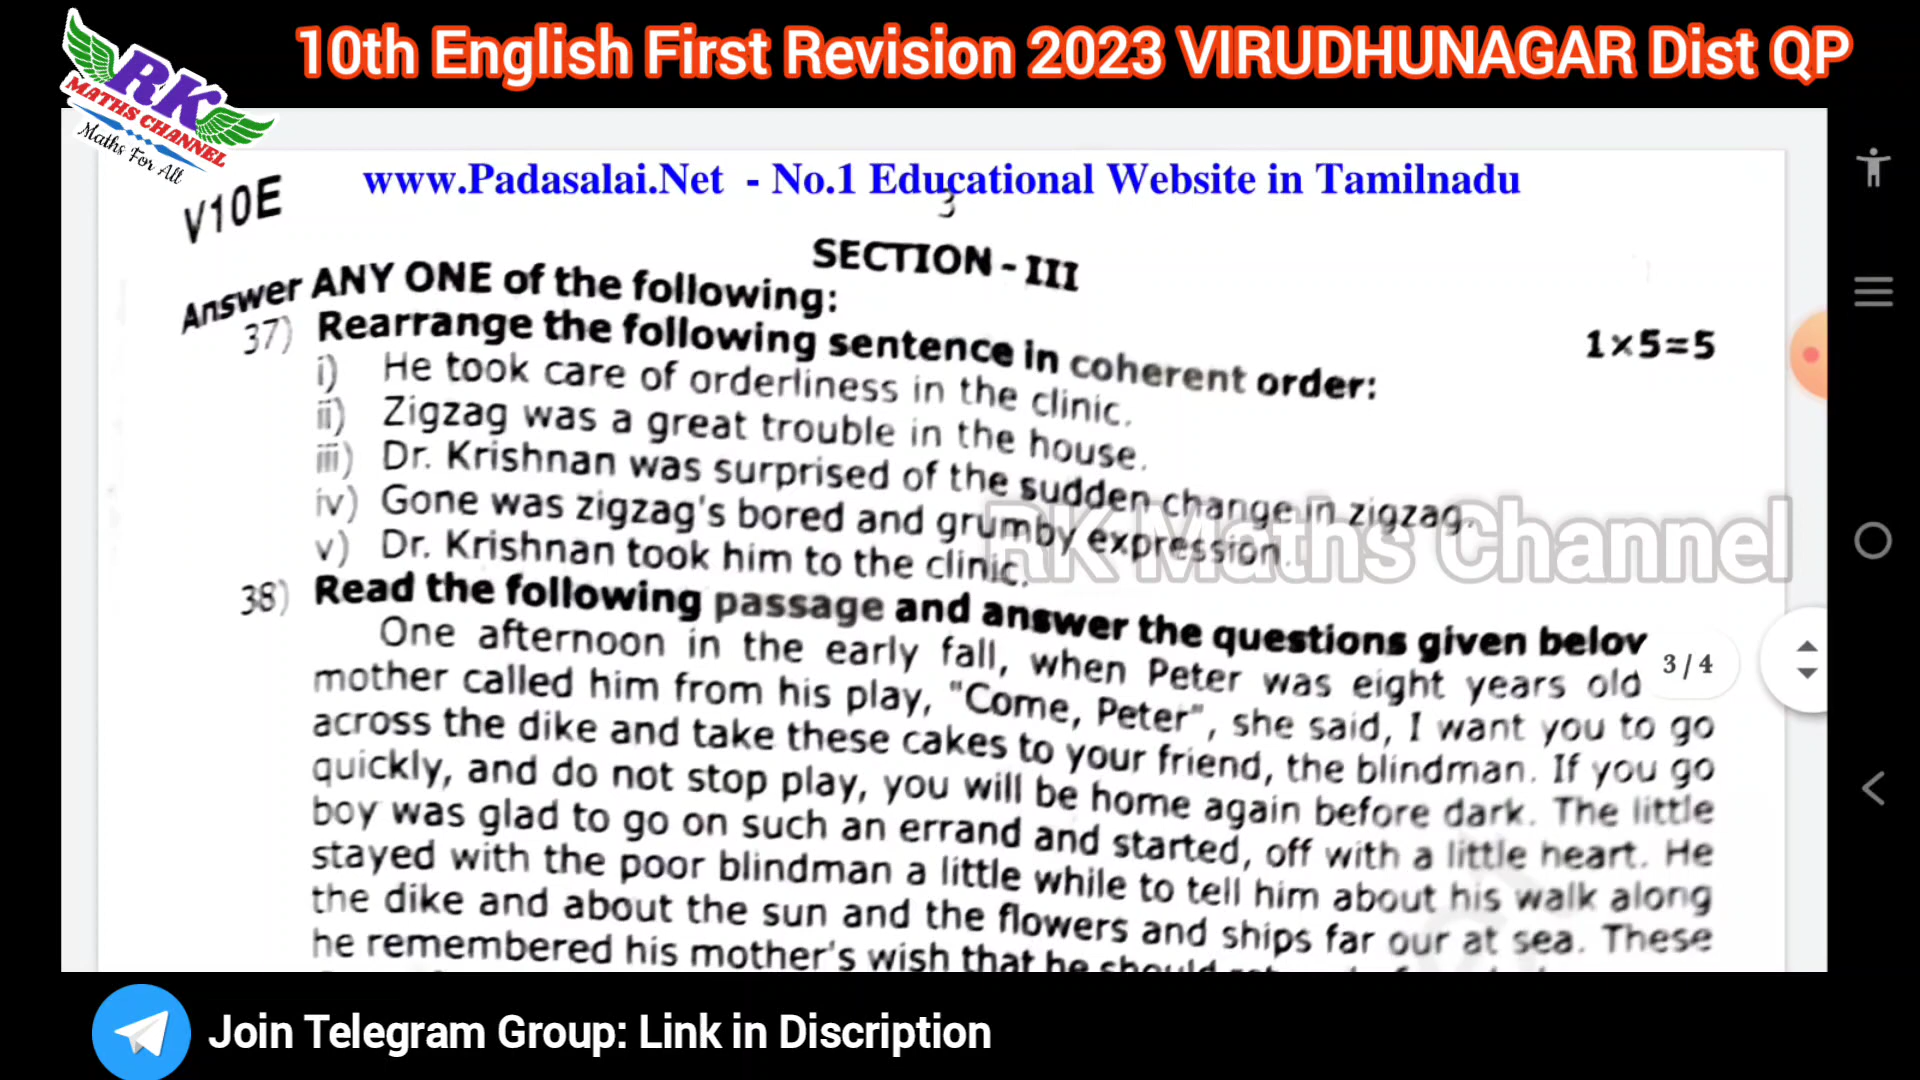 10th English First Revision 2023 VIRUDHUNAGAR Dist QP
RK
MATHS CHANNEL
Maths For All
www.Padasalai.Net - No.1 Educational Website in Tamilnadu
V10E
3
SECTION - III
Answer ANY ONE of the following:
1×5=5
37) Rearrange the following sentence in coherent order:
i) He took care of orderliness in the clinic.
ii) Zigzag was a great trouble in the house.
iii) Dr. Krishnan was surprised of the sudden change in zigzag.
iv) Gone was zigzag's bored and grumby expression.
v) Dr. Krishnan took him to the clinic.
RK Maths Channel
38) Read the following passage and answer the questions given below
One afternoon in the early fall, when Peter was eight years old
3 / 4
mother called him from his play, "Come, Peter", she said, I want you to go
across the dike and take these cakes to your friend, the blindman. If you go
quickly, and do not stop play, you will be home again before dark. The little
boy was glad to go on such an errand and started, off with a little heart. He
stayed with the poor blindman a little while to tell him about his walk along
the dike and about the sun and the flowers and ships far our at sea. These
he remembered his mother's wish that he should
Join Telegram Group: Link in Discription